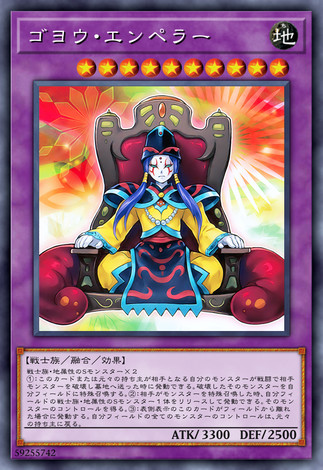 ゴヨウ・エンペラー
地
【戦士族／融合／効果】
戦士族・地属性のSモンスター×2
①:このカードまたは元々の持ち主が相手となる自分のモンスターが戦闘で相手
モンスターを破壊し墓地へ送った時に発動できる。破壊したそのモンスターを
自分フィールドに特殊召喚する。②:相手がモンスターを特殊召喚した時、自分フィ
ールドの戦士族・地属性のSモンスター1体をリリースして発動できる。そのモンス
ターのコントロールを得る。③:表側表示のこのカードがフィールドから離れ
た場合に発動する。自分フィールドの全てのモンスターのコントロールは、元々
の持ち主に戻る。
ATK/3300 DEF/2500
59255742